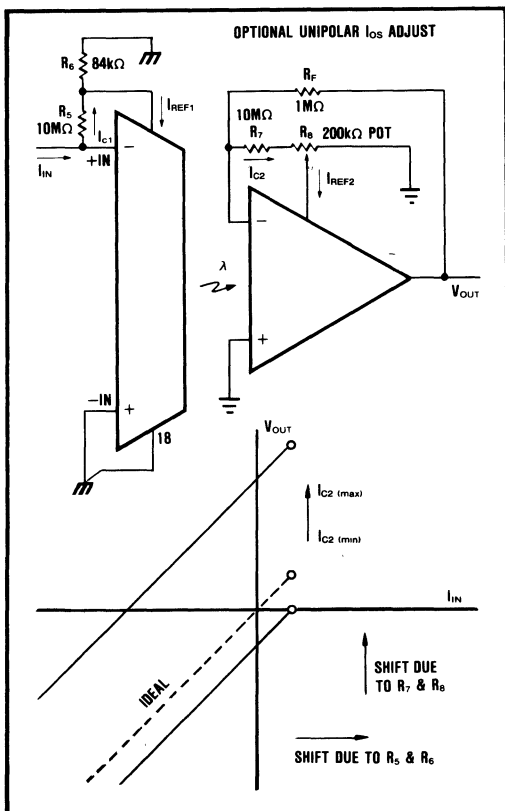 OPTIONAL UNIPOLAR IOS ADJUST
R6 84kΩ
IREF1
R5
10MΩ
IC1
IIN
+IN
−
−IN
+
18
λ
RF
1MΩ
10MΩ
R7
R8 200kΩ POT
IC2
IREF2
−
−
+
VOUT
VOUT
IC2 (max)
IC2 (min)
IIN
IDEAL
SHIFT DUE
TO R7 & R8
SHIFT DUE TO R5 & R6